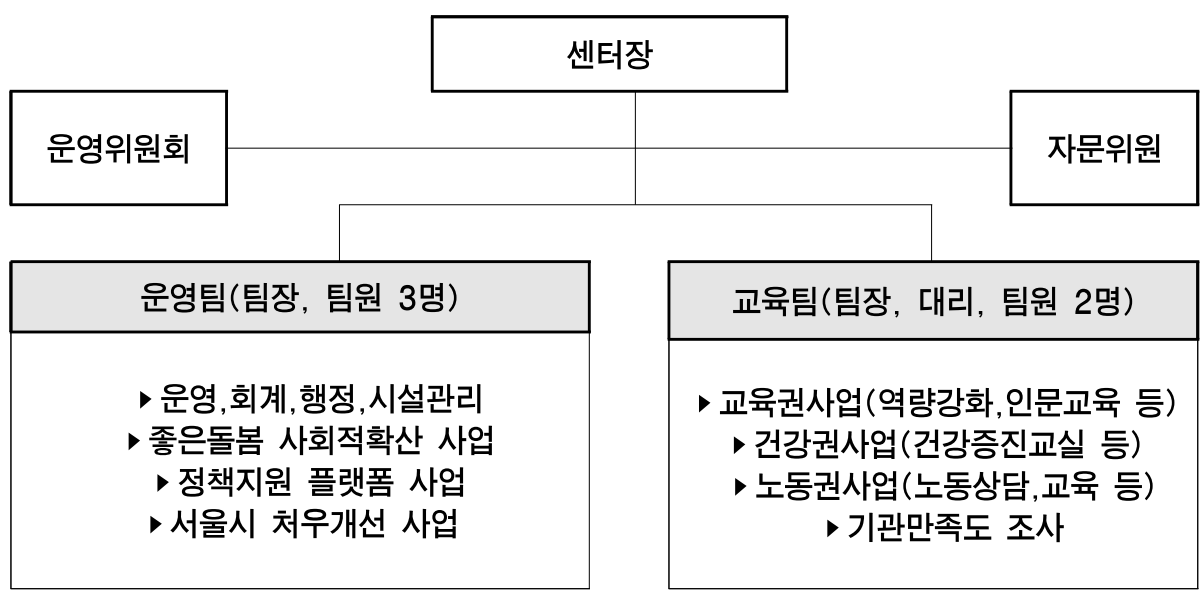 센터장
운영위원회
자문위원
운영팀(팀장, 팀원 3명)
▶운영,회계,행정,시설관리
▶좋은돌봄 사회적확산 사업
▶정책지원 플랫폼 사업
▶서울시 처우개선 사업
교육팀(팀장, 대리, 팀원 2명)
▶교육권사업(역량강화,인문교육 등)
▶건강권사업(건강증진교실 등)
▶노동권사업(노동상담,교육 등)
▶기관만족도 조사